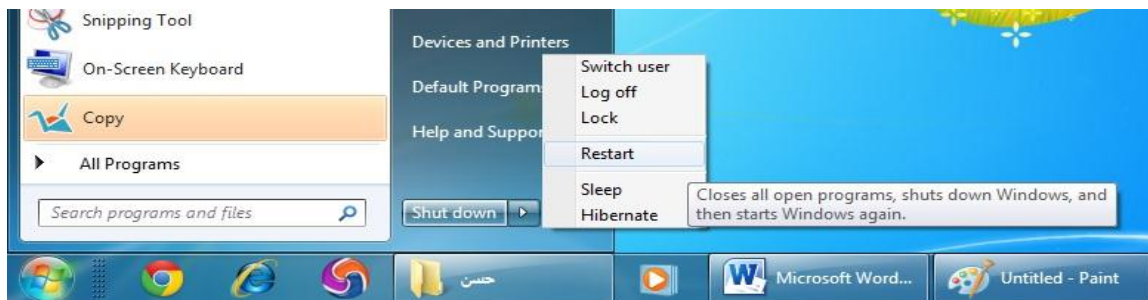 Snipping Tool
On-Screen Keyboard
Copy
All Programs
Search programs and files
Devices and Printers
Default Program
Help and Suppor
Shut down
Switch user
Log off
Lock
Restart
Sleep
Hibernate
Closes all open programs, shuts down Windows, and
then starts Windows again.
حسن
Microsoft Word...
Untitled - Paint